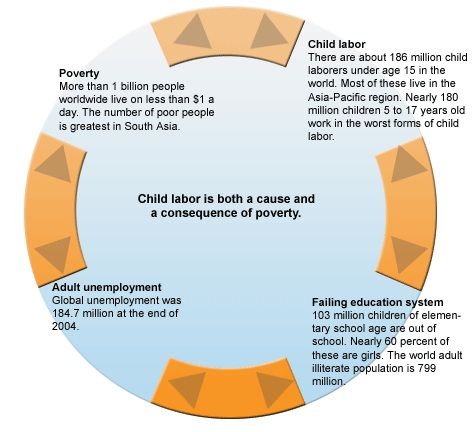 Child labor
There are about 186 million child
laborers under age 15 in the
world. Most of these live in the
Asia-Pacific region. Nearly 180
million children 5 to 17 years old
work in the worst forms of child
labor.
Poverty
More than 1 billion people
worldwide live on less than $1 a
day. The number of poor people
is greatest in South Asia.
Child labor is both a cause and
a consequence of poverty.
Adult unemployment
Global unemployment was
184.7 million at the end of
2004.
Failing education system
103 million children of elemen-
tary school age are out of
school. Nearly 60 percent of
these are girls. The world adult
illiterate population is 799
million.